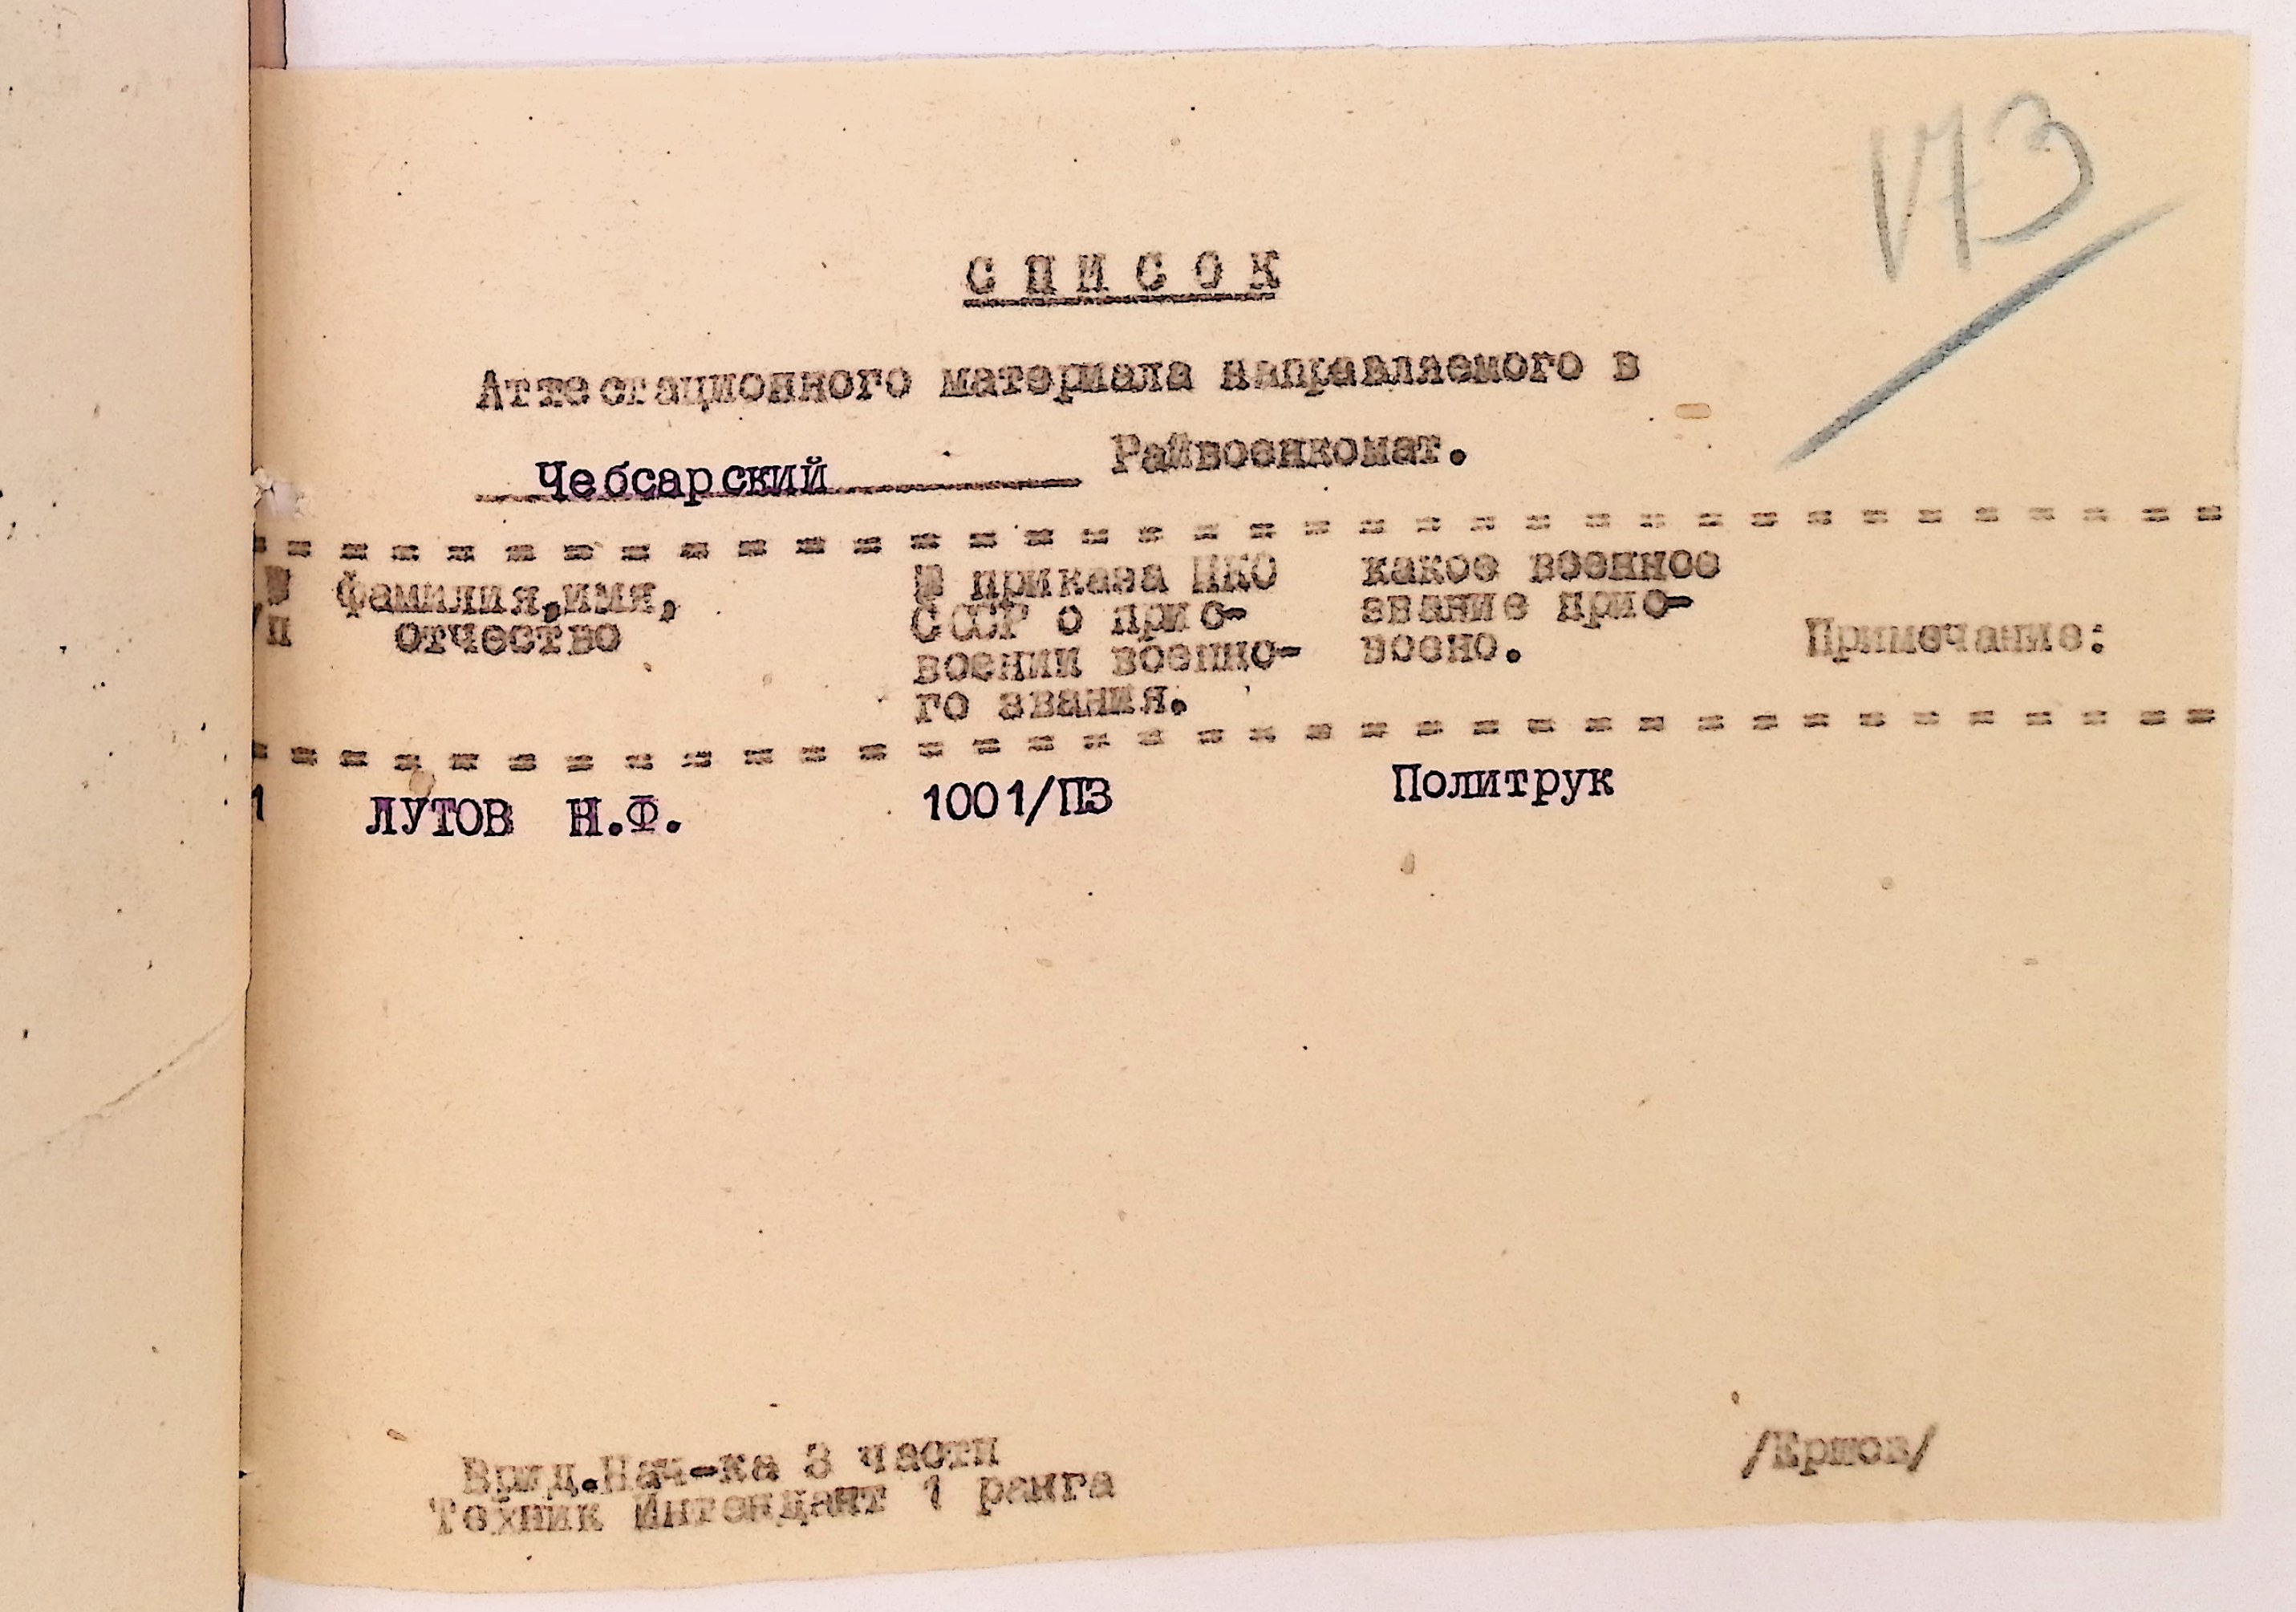 173
С П И С О К
Аттестационного материала направляемого в
Чебсарский Райвоенкомат.
№ Фамилия,имя, № приказа НКО какое военное
/п отчество СССР о прис- звание прис- Примечание:
воении военно- воено.
го звания.
1 ЛУТОВ Н.Ф. 1001/ПЗ Политрук
Врид.Нач-ка 3 части /Ершов/
Техник Интендант 1 ранга